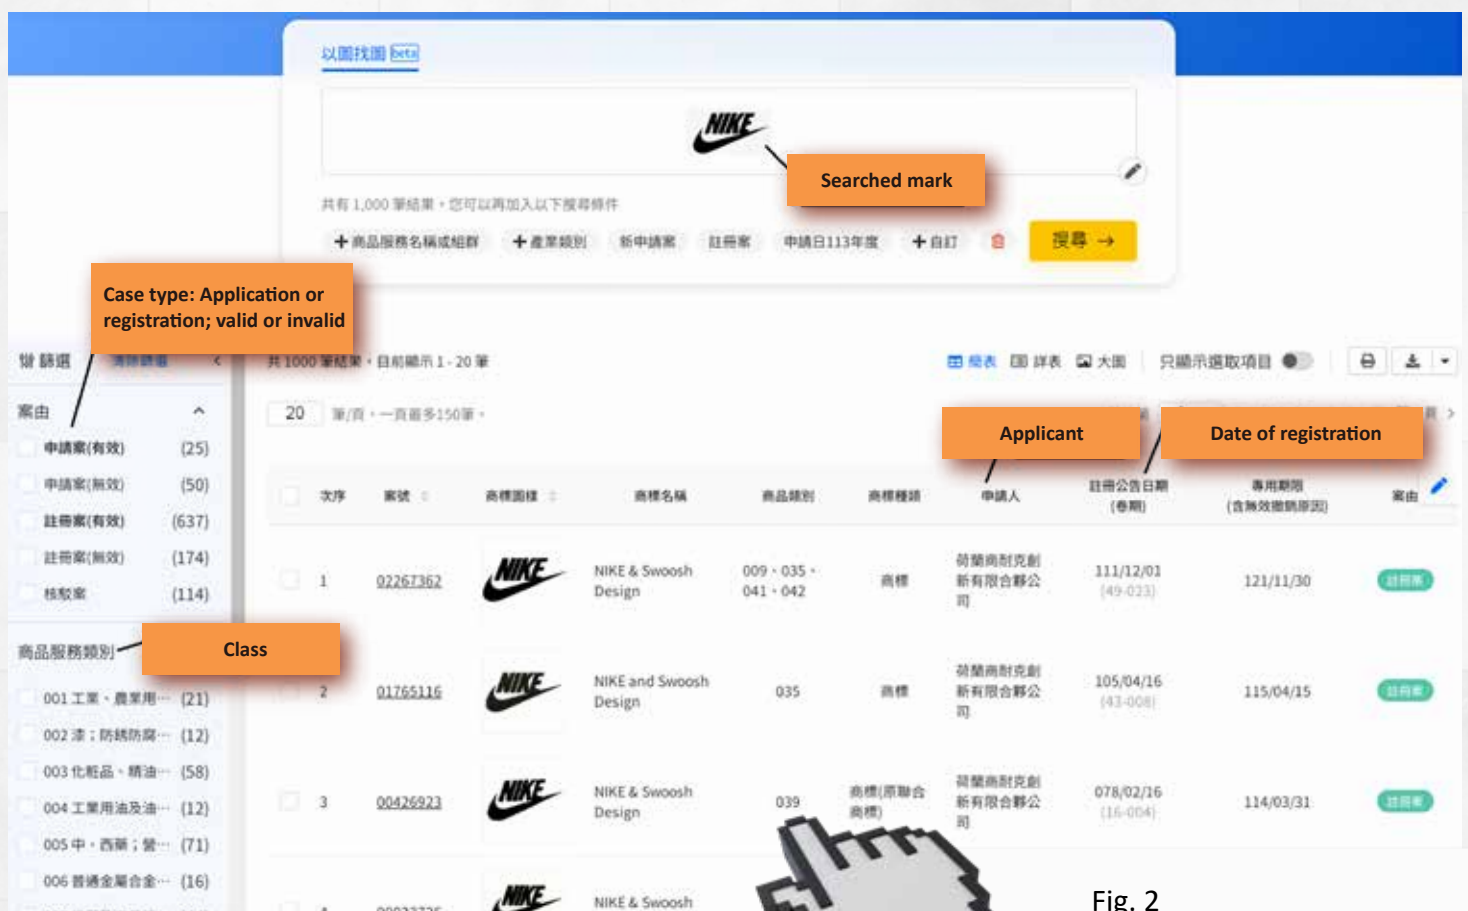 以圖找圖 beta
NIKE
Searched mark
共有 1,000 筆結果，您可以再加入以下搜尋條件
+商品服務名稱或組群 +產業類別 新申請案 註冊案 申請日113年度 +自訂 搜尋 →
Case type: Application or
registration; valid or invalid
篩選 清除篩選
共 1000 筆結果，目前顯示 1 - 20 筆
簡表 詳表 大圖 只顯示選取項目
案由
20 筆/頁，一頁最多150筆。
Applicant
Date of registration
申請案(有效) (25)
申請案(無效) (50)
註冊案(有效) (637)
註冊案(無效) (174)
核駁案 (114)
次序 案號 商標圖樣 商標名稱 商品類別 商標種類 申請人 註冊公告日期 (卷期) 專用期限 (含無效撤銷原因) 案由
1 02267362 NIKE NIKE & Swoosh Design 009、035、041、042 商標 荷蘭商耐克創新有限合夥公司 111/12/01 (49-023) 121/11/30 註冊案
商品服務類別
Class
2 01765116 NIKE NIKE and Swoosh Design 035 商標 荷蘭商耐克創新有限合夥公司 105/04/16 (43-008) 115/04/15 註冊案
001 工業、農業用… (21)
002 漆；防銹防腐… (12)
003 化粧品、精油… (58)
004 工業用油及油… (12)
005 中、西藥；營… (71)
006 普通金屬合金… (16)
3 00426923 NIKE NIKE & Swoosh Design 039 商標(原聯合商標) 荷蘭商耐克創新有限合夥公司 078/02/16 (16-004) 114/03/31 註冊案
NIKE NIKE & Swoosh
Fig. 2